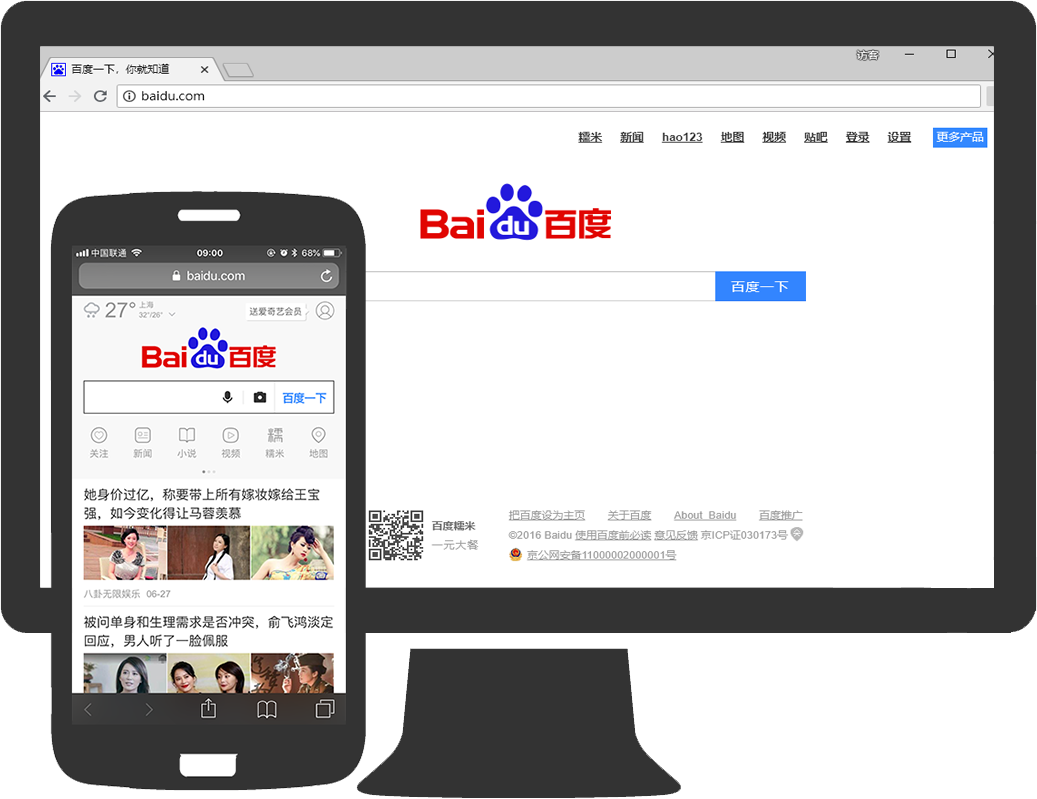 访客
百度一下，你就知道
baidu.com
糯米 新闻 hao123 地图 视频 贴吧 登录 设置 更多产品
Baidu百度
百度一下
百度糯米
一元大餐
把百度设为主页 关于百度 About Baidu 百度推广
©2016 Baidu 使用百度前必读 意见反馈 京ICP证030173号
京公网安备11000002000001号
中国联通 09:00 68%
baidu.com
27° 上海
32°/26°
送爱奇艺会员
Baidu百度
百度一下
关注 新闻 小说 视频 糯米 地图
糯
她身价过亿，称要带上所有嫁妆嫁给王宝
强，如今变化得让马蓉羡慕
八卦无限娱乐 06-27
被问单身和生理需求是否冲突，俞飞鸿淡定
回应，男人听了一脸佩服